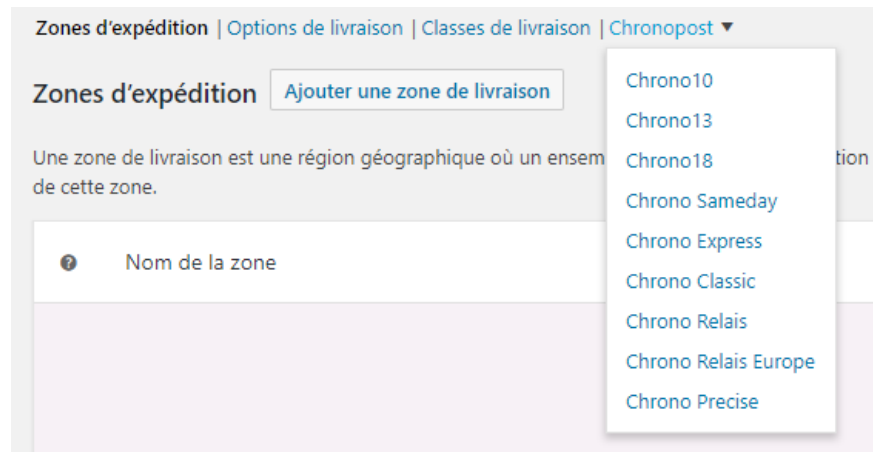 Zones d'expédition | Options de livraison | Classes de livraison | Chronopost ▼
Zones d'expédition Ajouter une zone de livraison
Une zone de livraison est une région géographique où un ensem
tion
de cette zone.
Nom de la zone
Chrono10
Chrono13
Chrono18
Chrono Sameday
Chrono Express
Chrono Classic
Chrono Relais
Chrono Relais Europe
Chrono Precise